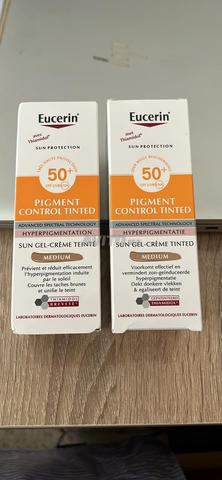 Eucerin®
SUN PROTECTION
avec Thiamidol®
50+
PIGMENT
CONTROL TINTED
ADVANCED SPECTRAL TECHNOLOGY
HYPERPIGMENTATION
SUN GEL-CRÈME TEINTÉ
MEDIUM
Prévient et réduit efficacement
l'hyperpigmentation induite
par le soleil
Couvre les taches brunes
et unifie le teint
THIAMIDOL
BREVETÉ
LABORATOIRES DERMATOLOGIQUES EUCERIN
Eucerin®
SUN PROTECTION
met Thiamidol®
50+
PIGMENT
CONTROL TINTED
ADVANCED SPECTRAL TECHNOLOGY
HYPERPIGMENTATIE
SUN GEL-CRÈME TINTED
MEDIUM
Voorkomt effectief en
vermindert zon-geïnduceerde
hyperpigmentatie
Dekt donkere vlekken
& egaliseert de teint
GEPATENTEERD
THIAMIDOL
LABORATOIRES DERMATOLOGIQUES EUCERIN